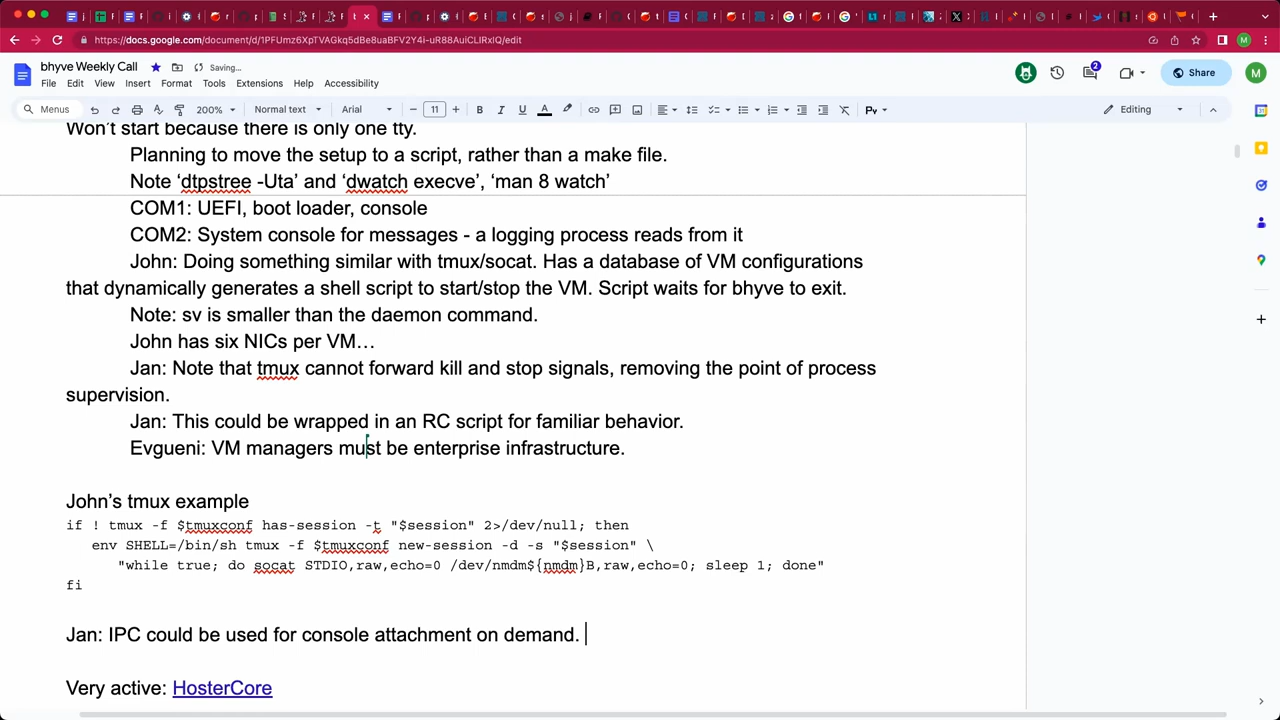 https://docs.google.com/document/d/1PFUmz6XpTVAGkq5dBe8uaBFV2Y4i-uR88AuiCLIRxIQ/edit
bhyve Weekly Call
Saving…
File Edit View Insert Format Tools Extensions Help Accessibility
2
Share
M
Menus
200%
Normal text
Arial
11
Editing
Won’t start because there is only one tty.
Planning to move the setup to a script, rather than a make file.
Note ‘dtpstree -Uta’ and ‘dwatch execve’, ‘man 8 watch’
COM1: UEFI, boot loader, console
COM2: System console for messages - a logging process reads from it
John: Doing something similar with tmux/socat. Has a database of VM configurations
that dynamically generates a shell script to start/stop the VM. Script waits for bhyve to exit.
Note: sv is smaller than the daemon command.
John has six NICs per VM…
Jan: Note that tmux cannot forward kill and stop signals, removing the point of process
supervision.
Jan: This could be wrapped in an RC script for familiar behavior.
Evgueni: VM managers must be enterprise infrastructure.
John’s tmux example
if ! tmux -f $tmuxconf has-session -t "$session" 2>/dev/null; then
env SHELL=/bin/sh tmux -f $tmuxconf new-session -d -s "$session" \
"while true; do socat STDIO,raw,echo=0 /dev/nmdm${nmdm}B,raw,echo=0; sleep 1; done"
fi
Jan: IPC could be used for console attachment on demand.
Very active: HosterCore